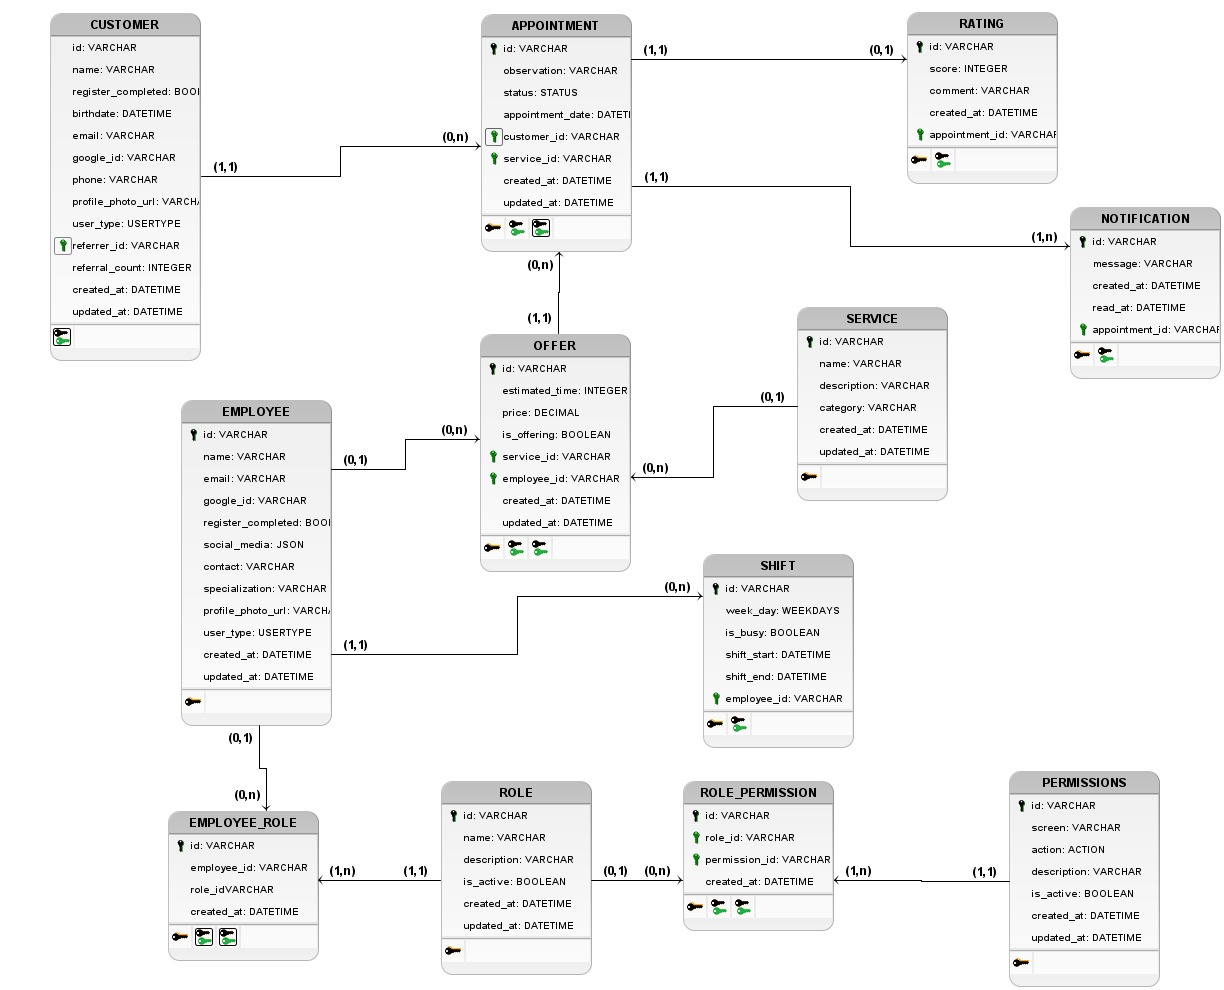 CUSTOMER
id: VARCHAR
name: VARCHAR
register_completed: BOOI
birthdate: DATETIME
email: VARCHAR
google_id: VARCHAR
phone: VARCHAR
profile_photo_url: VARCHA
user_type: USERTYPE
referrer_id: VARCHAR
referral_count: INTEGER
created_at: DATETIME
updated_at: DATETIME
(1,1)
(0,n)
APPOINTMENT
id: VARCHAR
observation: VARCHAR
status: STATUS
appointment_date: DATETI
customer_id: VARCHAR
service_id: VARCHAR
created_at: DATETIME
updated_at: DATETIME
(1,1)
(0,1)
RATING
id: VARCHAR
score: INTEGER
comment: VARCHAR
created_at: DATETIME
appointment_id: VARCHAR
(1,1)
(1,n)
NOTIFICATION
id: VARCHAR
message: VARCHAR
created_at: DATETIME
read_at: DATETIME
appointment_id: VARCHAR
(0,n)
(1,1)
OFFER
id: VARCHAR
estimated_time: INTEGER
price: DECIMAL
is_offering: BOOLEAN
service_id: VARCHAR
employee_id: VARCHAR
created_at: DATETIME
updated_at: DATETIME
SERVICE
id: VARCHAR
name: VARCHAR
description: VARCHAR
category: VARCHAR
created_at: DATETIME
updated_at: DATETIME
(0,1)
(0,n)
EMPLOYEE
id: VARCHAR
name: VARCHAR
email: VARCHAR
google_id: VARCHAR
register_completed: BOOI
social_media: JSON
contact: VARCHAR
specialization: VARCHAR
profile_photo_url: VARCHA
user_type: USERTYPE
created_at: DATETIME
updated_at: DATETIME
(0,1)
(0,n)
(1,1)
(0,n)
SHIFT
id: VARCHAR
week_day: WEEKDAYS
is_busy: BOOLEAN
shift_start: DATETIME
shift_end: DATETIME
employee_id: VARCHAR
(0,1)
(0,n)
EMPLOYEE_ROLE
id: VARCHAR
employee_id: VARCHAR
role_idVARCHAR
created_at: DATETIME
(1,n)
(1,1)
ROLE
id: VARCHAR
name: VARCHAR
description: VARCHAR
is_active: BOOLEAN
created_at: DATETIME
updated_at: DATETIME
(0,1)
(0,n)
ROLE_PERMISSION
id: VARCHAR
role_id: VARCHAR
permission_id: VARCHAR
created_at: DATETIME
(1,n)
(1,1)
PERMISSIONS
id: VARCHAR
screen: VARCHAR
action: ACTION
description: VARCHAR
is_active: BOOLEAN
created_at: DATETIME
updated_at: DATETIME